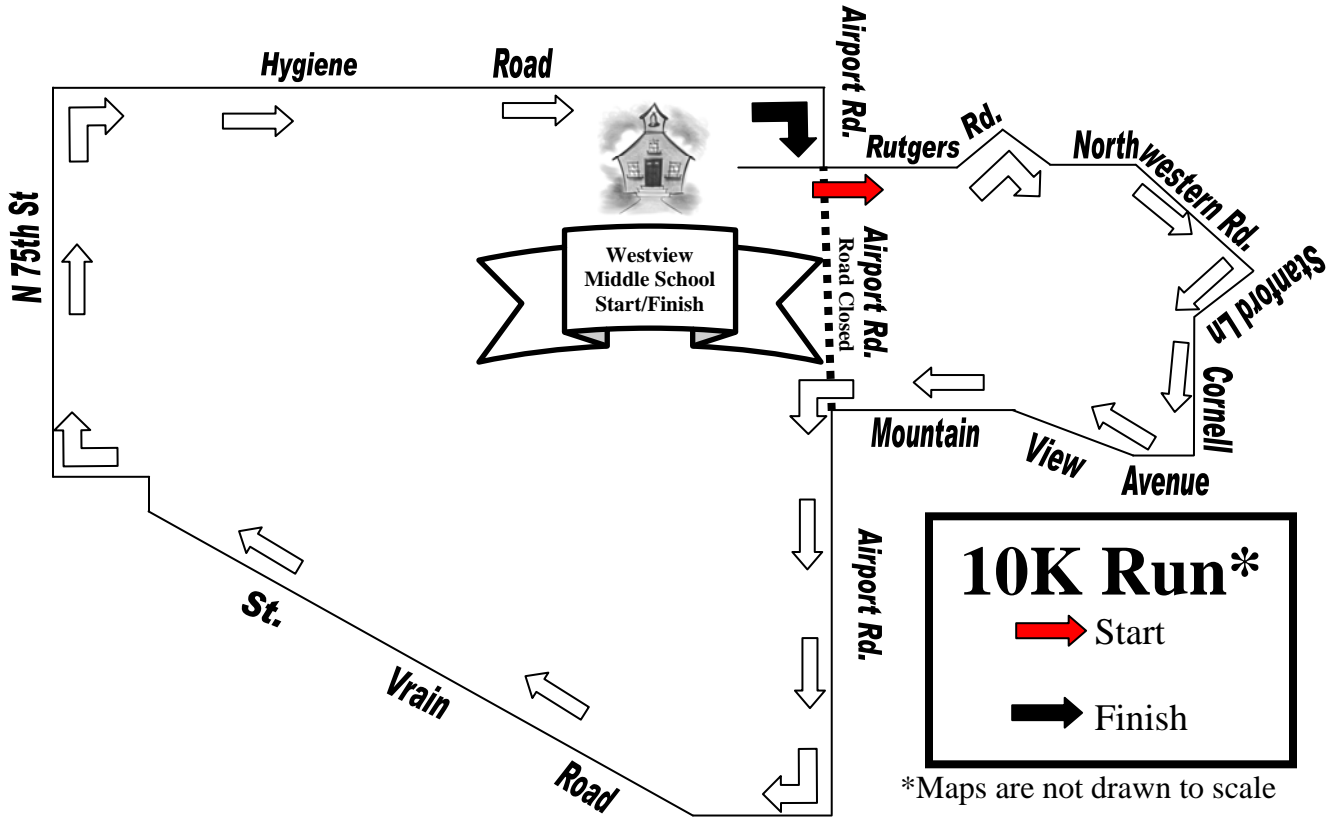 Hygiene Road
Airport Rd.
Rutgers Rd.
Northwestern Rd.
Stanford Ln
Cornell
Mountain View Avenue
Airport Rd.
Road Closed
Westview
Middle School
Start/Finish
N 75th St
Airport Rd.
St. Vrain Road
10K Run*
Start
Finish
*Maps are not drawn to scale